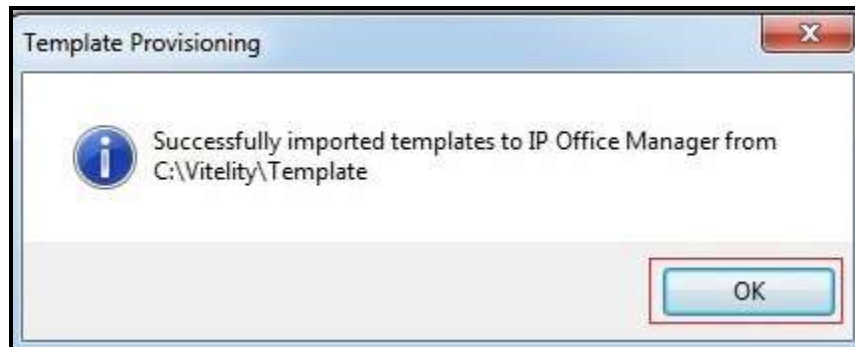 Template Provisioning
Successfully imported templates to IP Office Manager from
C:\Vitelity\Template
OK